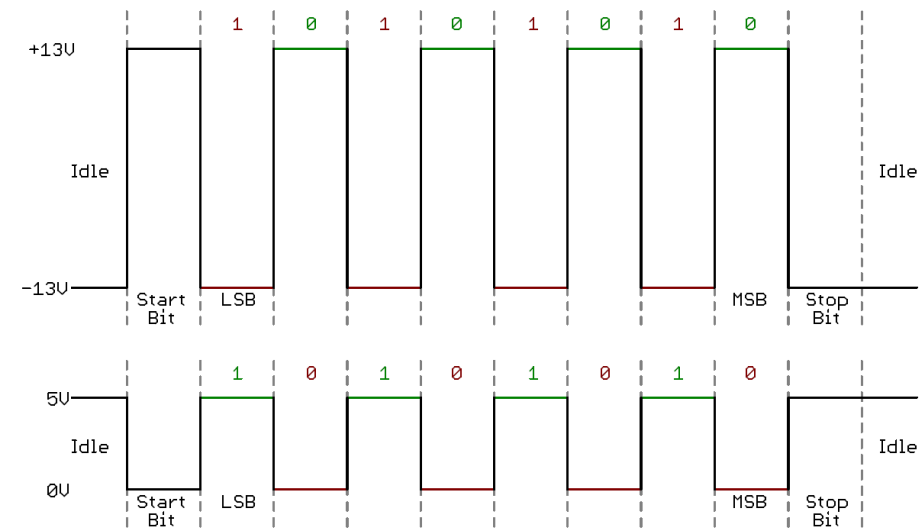 1 0 1 0 1 0 1 0
+13V
Idle Idle
-13V
Start LSB MSB Stop
Bit Bit
1 0 1 0 1 0 1 0
5V
Idle Idle
0V
Start LSB MSB Stop
Bit Bit